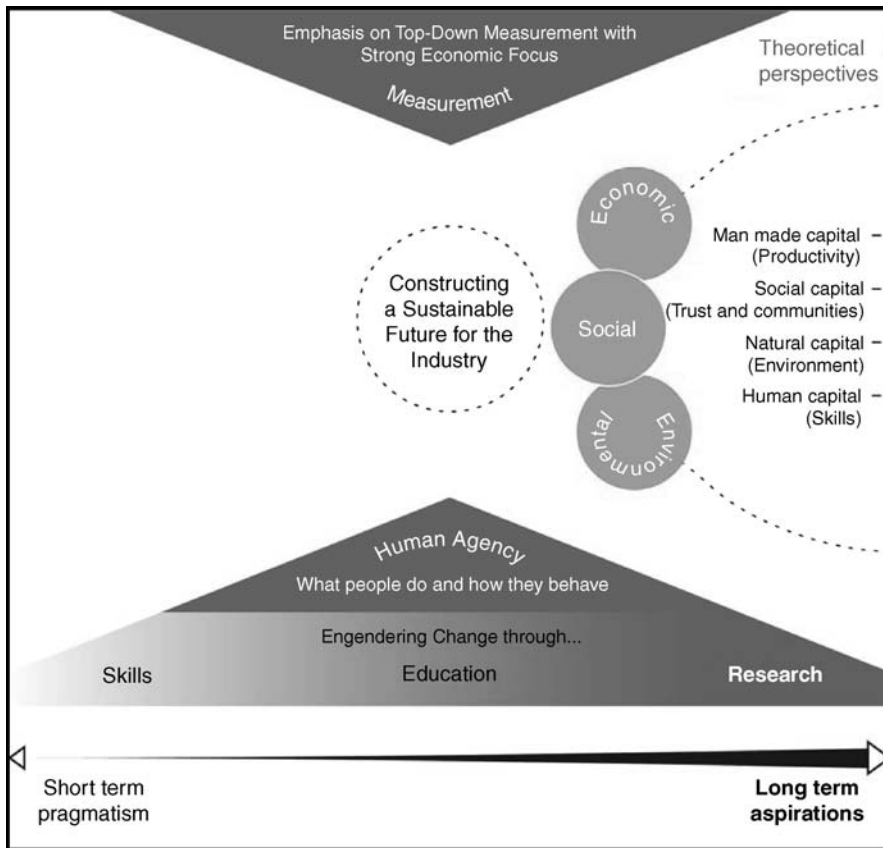 Emphasis on Top-Down Measurement with
Strong Economic Focus
Measurement
Theoretical
perspectives
Economic
Social
Environmental
Man made capital
(Productivity)
Social capital
(Trust and communities)
Natural capital
(Environment)
Human capital
(Skills)
Constructing
a Sustainable
Future for the
Industry
Human Agency
What people do and how they behave
Engendering Change through...
Skills
Education
Research
Short term
pragmatism
Long term
aspirations